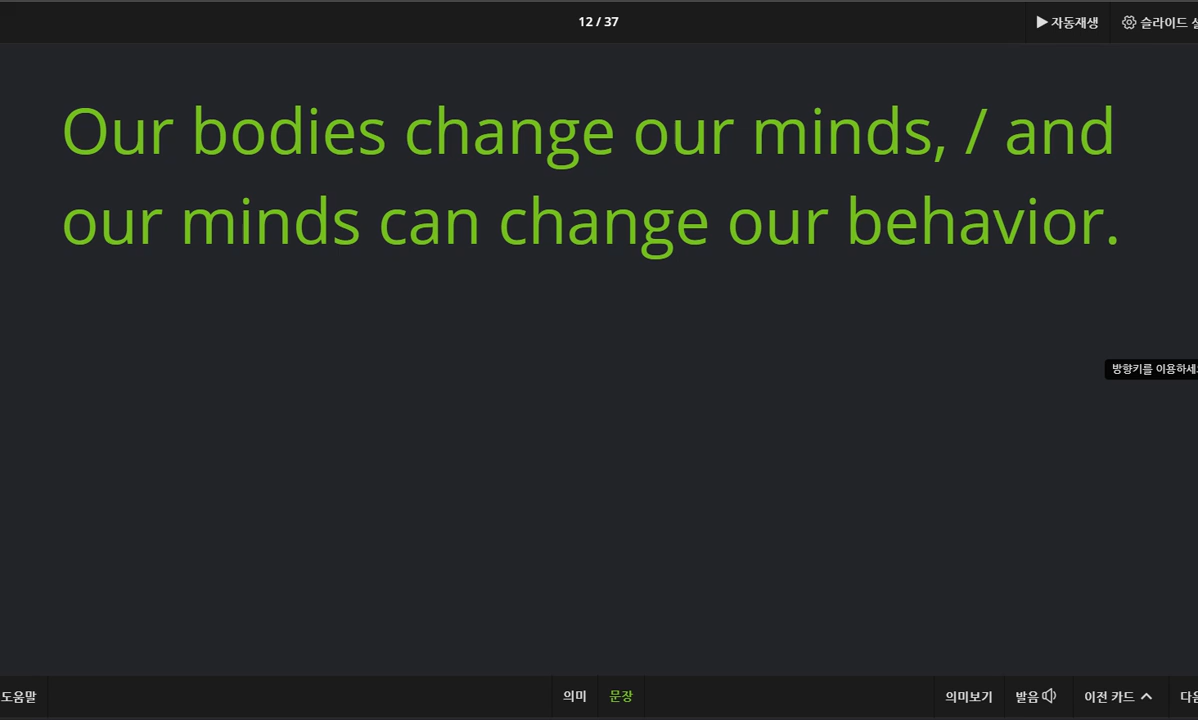 12 / 37
자동재생
슬라이드
Our bodies change our minds, / and
our minds can change our behavior.
방향키를 이용하세
도움말
의미
문장
의미보기
발음
이전 카드